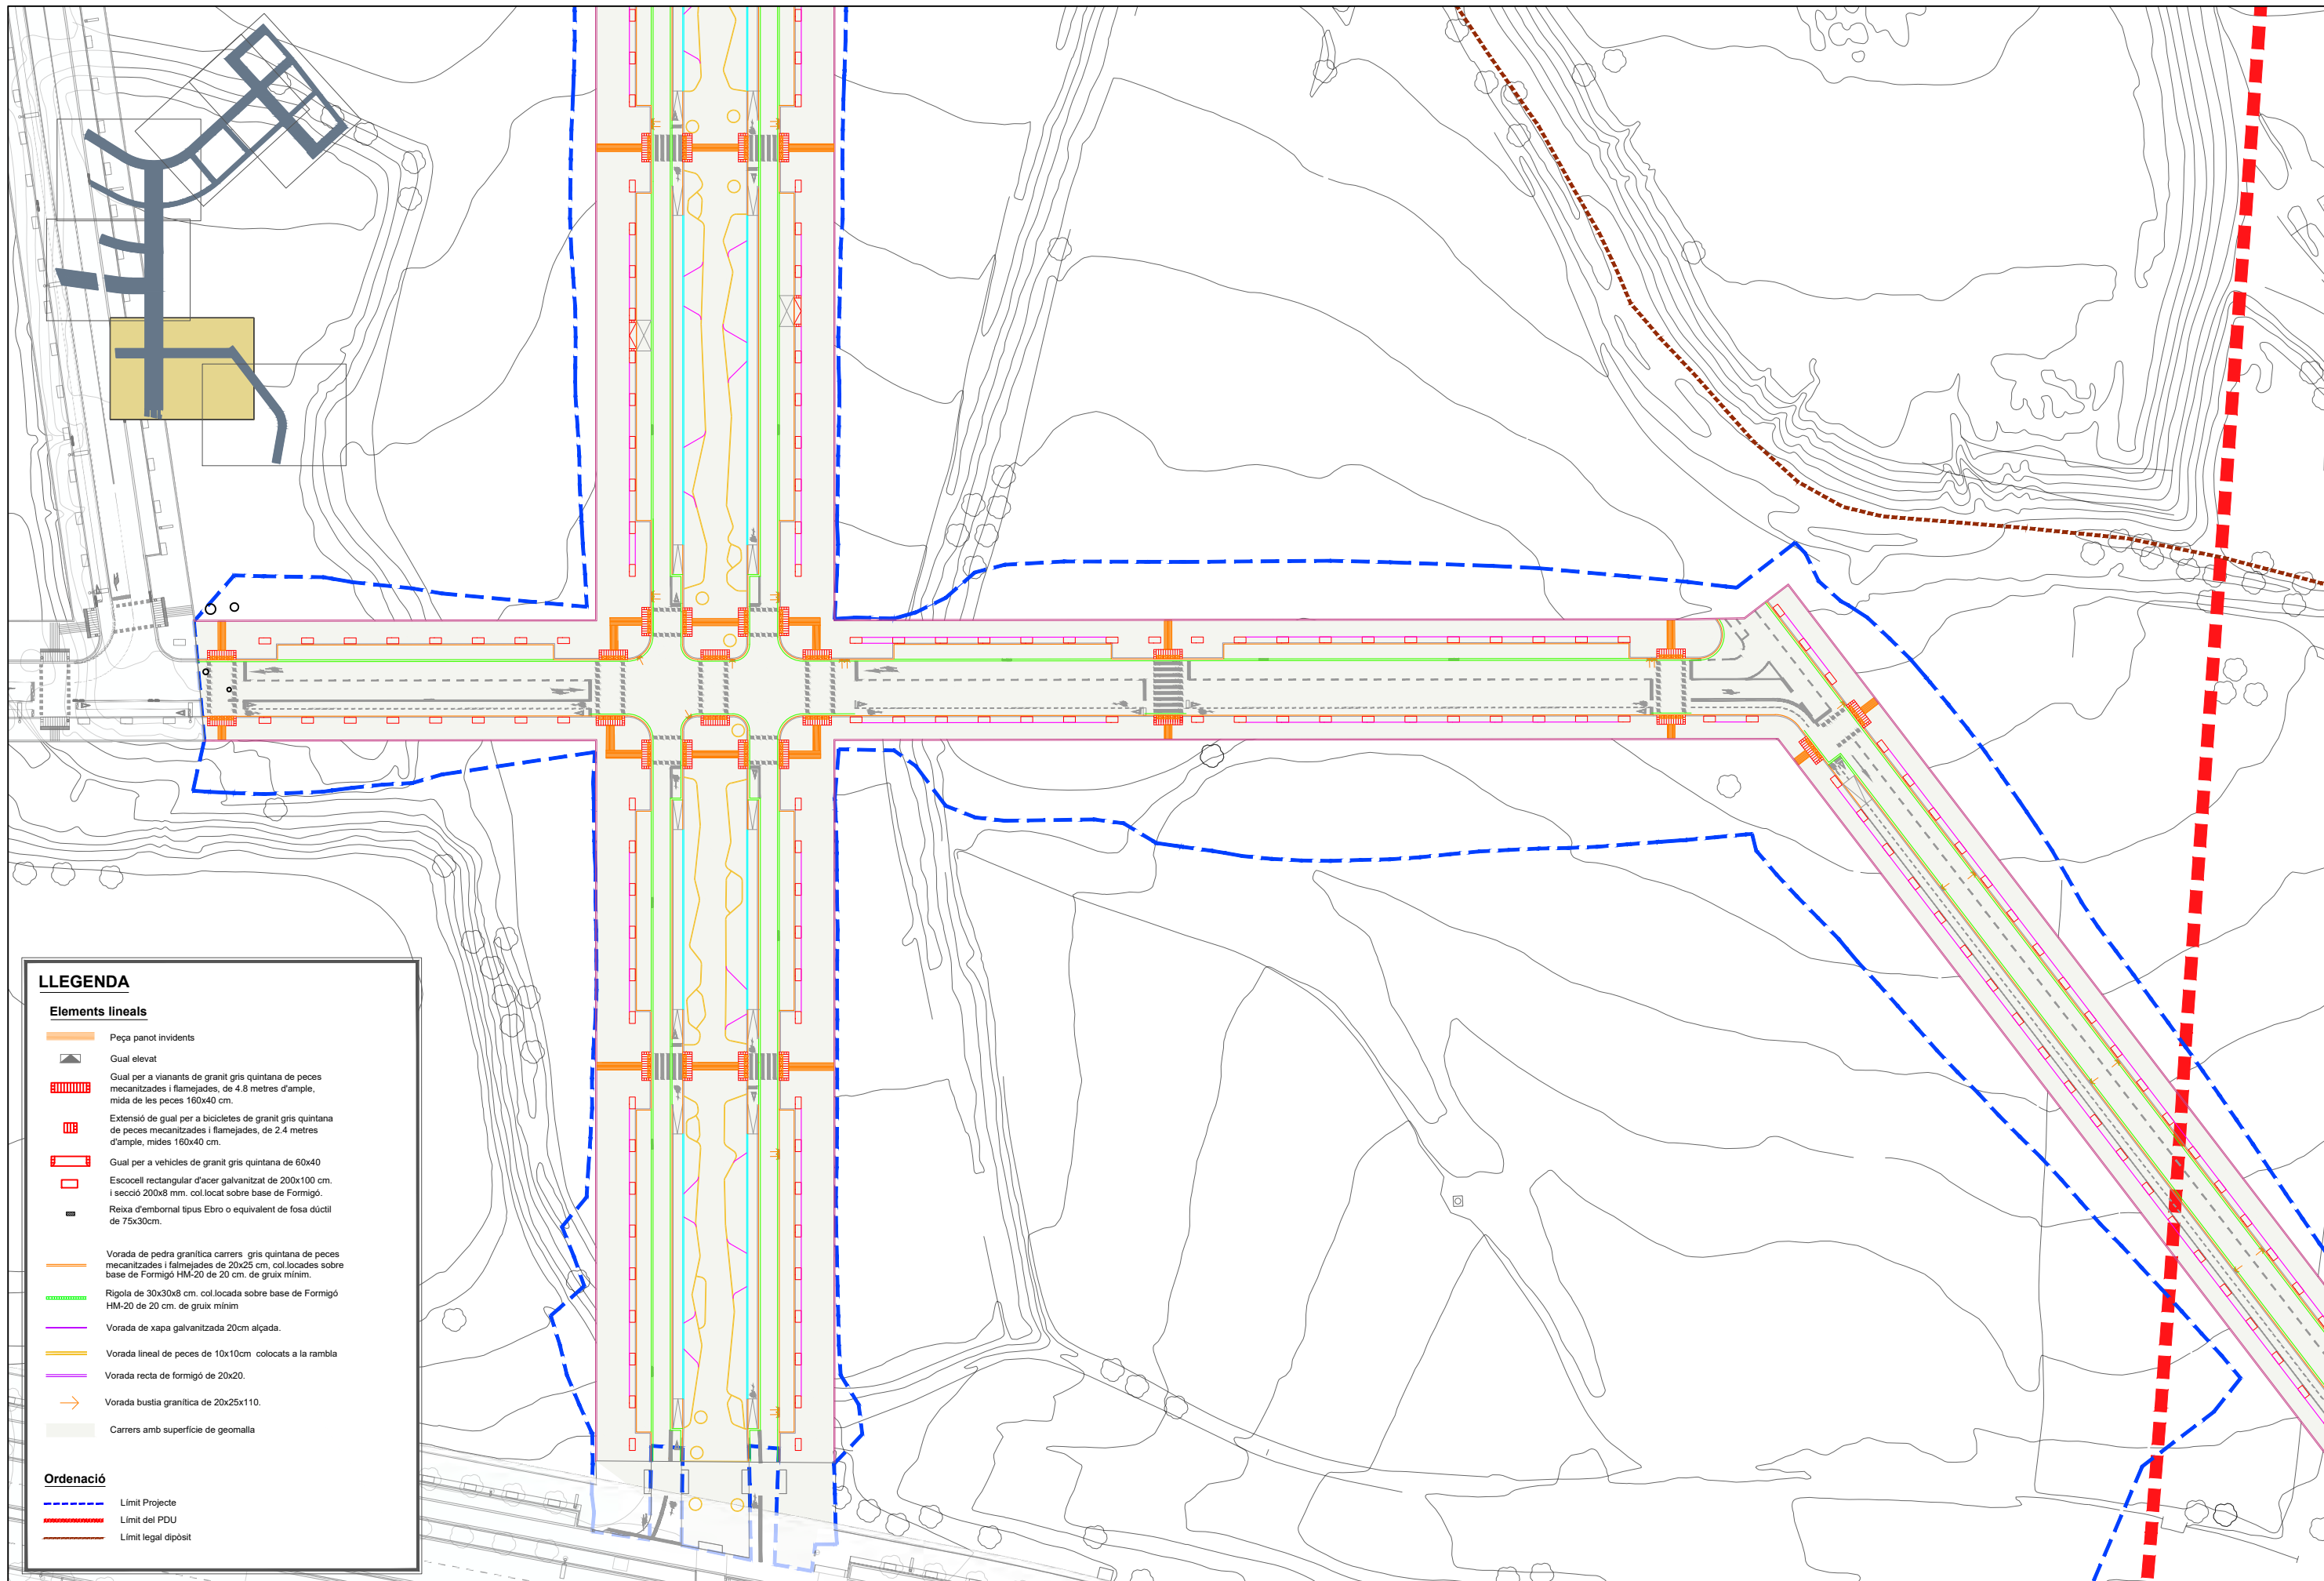 LLEGENDA
Elements lineals
Peça panot invidents
Gual elevat
Gual per a vianants de granit gris quintana de peces
mecanitzades i flamejades, de 4.8 metres d'ample,
mida de les peces 160x40 cm.
Extensió de gual per a bicicletes de granit gris quintana
de peces mecanitzades i flamejades, de 2.4 metres
d'ample, mides 160x40 cm.
Gual per a vehicles de granit gris quintana de 60x40
Escocell rectangular d'acer galvanitzat de 200x100 cm.
i secció 200x8 mm. col.locat sobre base de Formigó.
Reixa d'embornal tipus Ebro o equivalent de fosa dúctil
de 75x30cm.
Vorada de pedra granítica carrers gris quintana de peces
mecanitzades i falmejades de 20x25 cm, col.locades sobre
base de Formigó HM-20 de 20 cm. de gruix mínim.
Rigola de 30x30x8 cm. col.locada sobre base de Formigó
HM-20 de 20 cm. de gruix mínim
Vorada de xapa galvanitzada 20cm alçada.
Vorada lineal de peces de 10x10cm colocats a la rambla
Vorada recta de formigó de 20x20.
Vorada bustia granítica de 20x25x110.
Carrers amb superfície de geomalla
Ordenació
Límit Projecte
Límit del PDU
Límit legal dipòsit